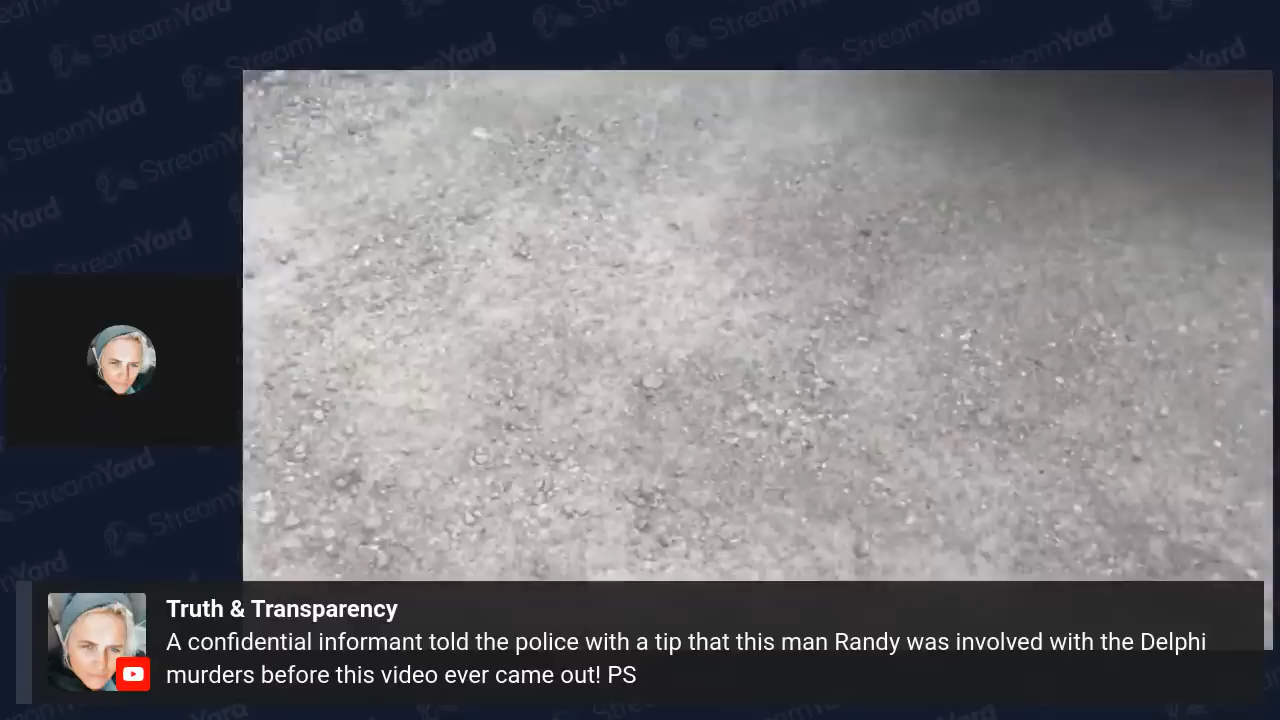 StreamYard
Truth & Transparency
A confidential informant told the police with a tip that this man Randy was involved with the Delphi
murders before this video ever came out! PS